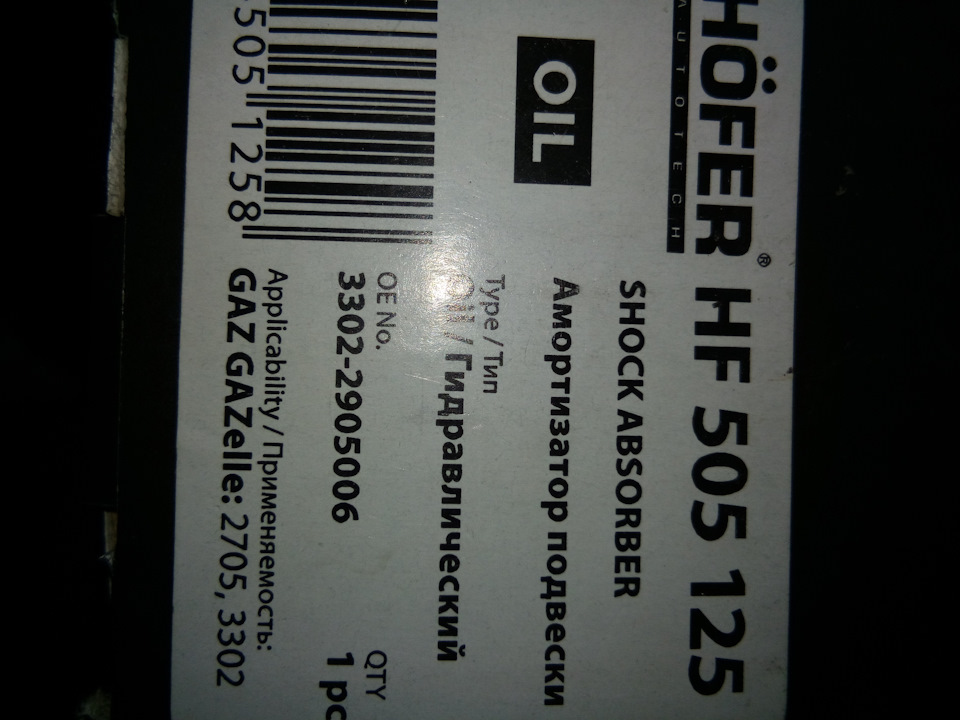 HÖFER® HF 505 125
AUTOTECH
OIL
SHOCK ABSORBER
Амортизатор подвески
Type / Тип
Oil / Гидравлический
OE No.
3302-2905006
QTY
505 1258
Applicability / Применяемость:
GAZ GAZelle: 2705, 3302